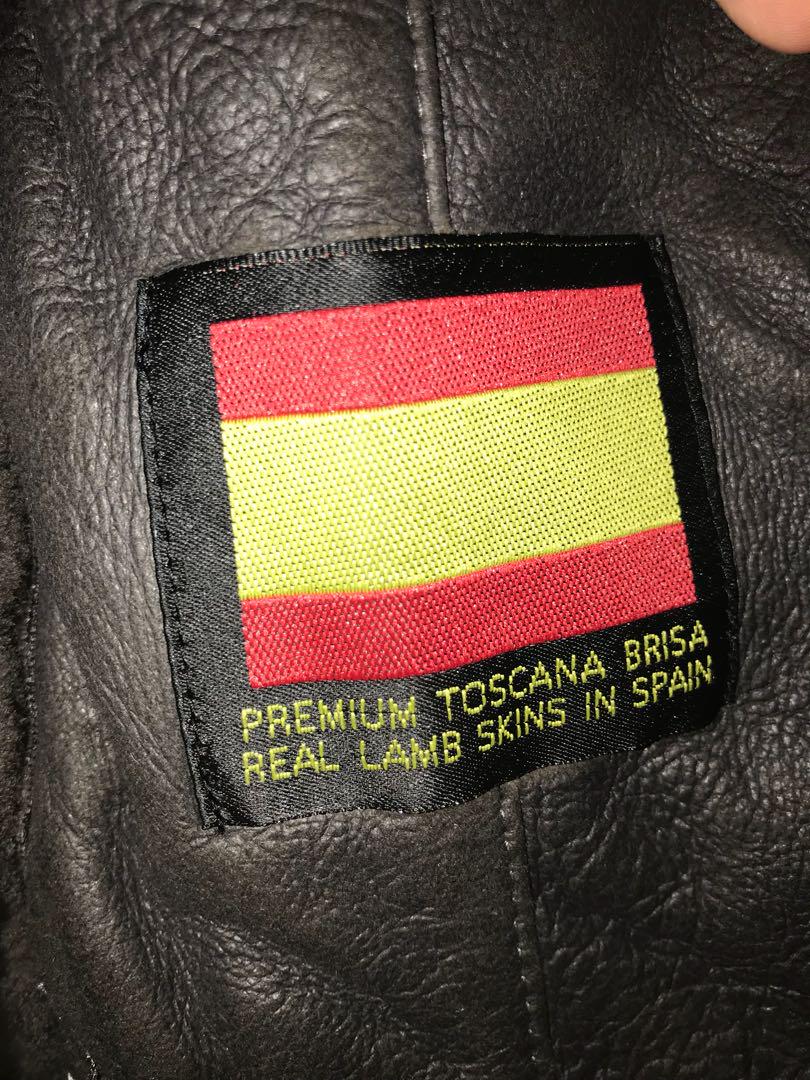 PREMIUM TOSCANA BRISA
REAL LAMB SKINS IN SPAIN